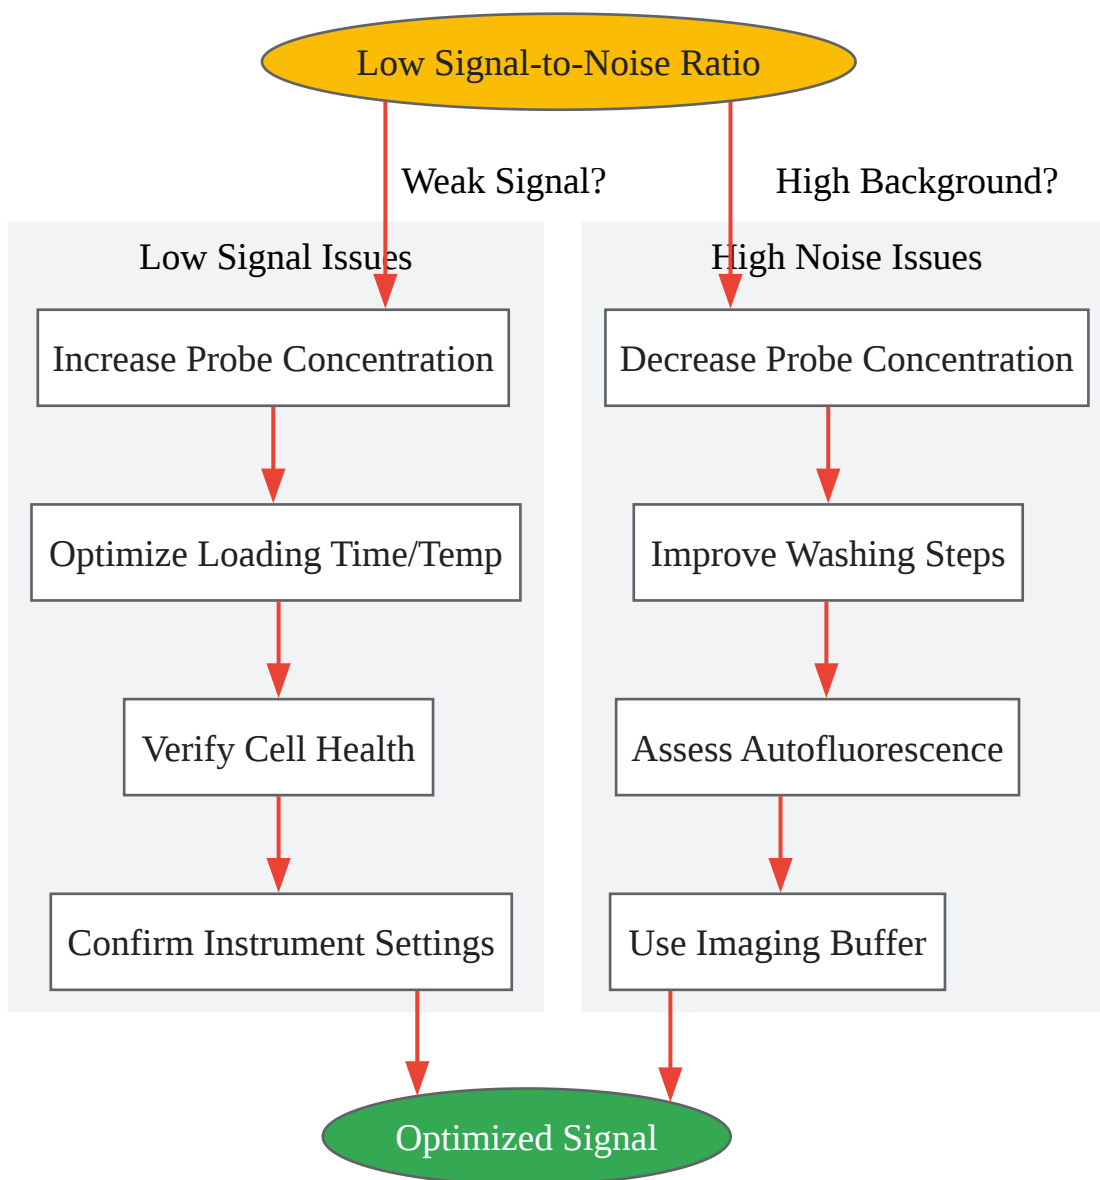 Low Signal-to-Noise Ratio
Weak Signal?
High Background?
Low Signal Issues
High Noise Issues
Increase Probe Concentration
Decrease Probe Concentration
Optimize Loading Time/Temp
Improve Washing Steps
Verify Cell Health
Assess Autofluorescence
Confirm Instrument Settings
Use Imaging Buffer
Optimized Signal